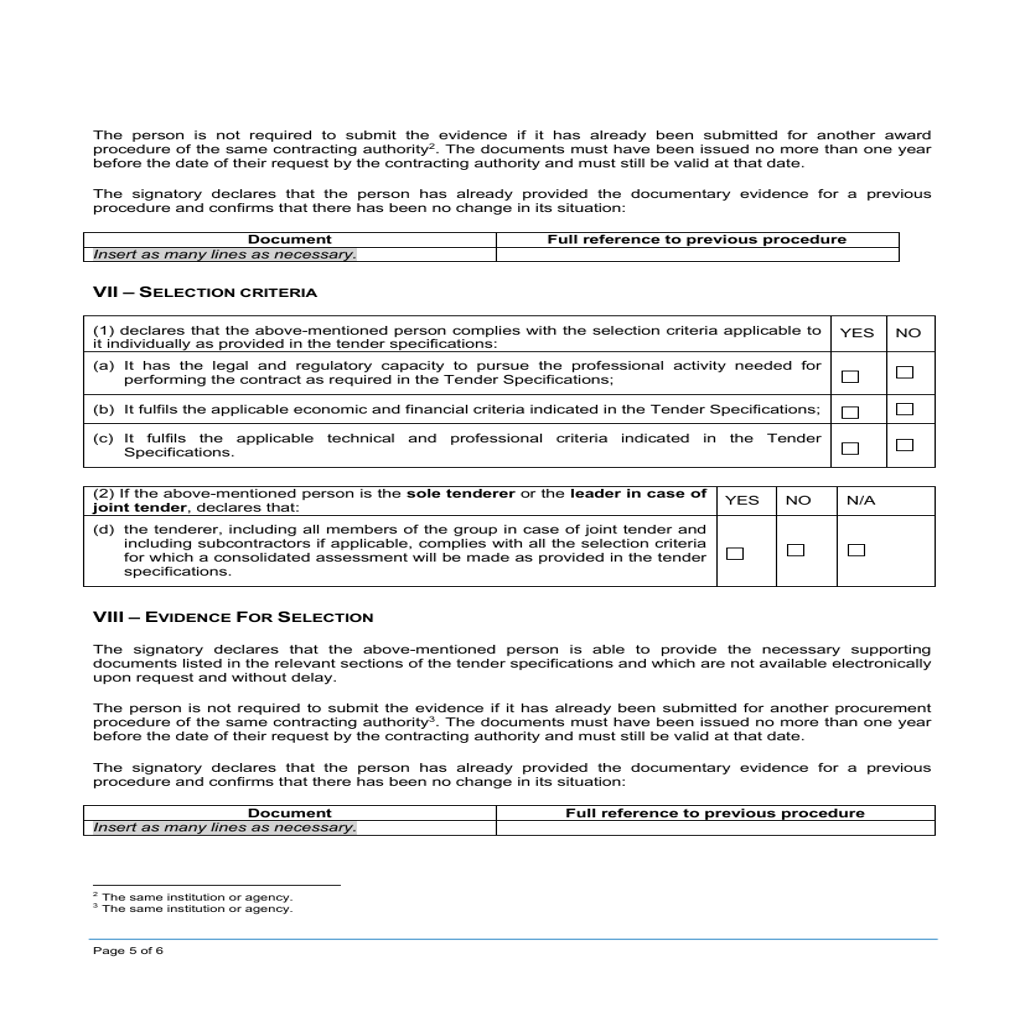 The person is not required to submit the evidence if it has already been submitted for another award
procedure of the same contracting authority². The documents must have been issued no more than one year
before the date of their request by the contracting authority and must still be valid at that date.
The signatory declares that the person has already provided the documentary evidence for a previous
procedure and confirms that there has been no change in its situation:
Document Full reference to previous procedure
Insert as many lines as necessary.
VII – SELECTION CRITERIA
(1) declares that the above-mentioned person complies with the selection criteria applicable to YES NO
it individually as provided in the tender specifications:
(a) It has the legal and regulatory capacity to pursue the professional activity needed for
performing the contract as required in the Tender Specifications;
(b) It fulfils the applicable economic and financial criteria indicated in the Tender Specifications;
(c) It fulfils the applicable technical and professional criteria indicated in the Tender
Specifications.
(2) If the above-mentioned person is the sole tenderer or the leader in case of YES NO N/A
joint tender, declares that:
(d) the tenderer, including all members of the group in case of joint tender and
including subcontractors if applicable, complies with all the selection criteria
for which a consolidated assessment will be made as provided in the tender
specifications.
VIII – EVIDENCE FOR SELECTION
The signatory declares that the above-mentioned person is able to provide the necessary supporting
documents listed in the relevant sections of the tender specifications and which are not available electronically
upon request and without delay.
The person is not required to submit the evidence if it has already been submitted for another procurement
procedure of the same contracting authority³. The documents must have been issued no more than one year
before the date of their request by the contracting authority and must still be valid at that date.
The signatory declares that the person has already provided the documentary evidence for a previous
procedure and confirms that there has been no change in its situation:
Document Full reference to previous procedure
Insert as many lines as necessary.
² The same institution or agency.
³ The same institution or agency.
Page 5 of 6